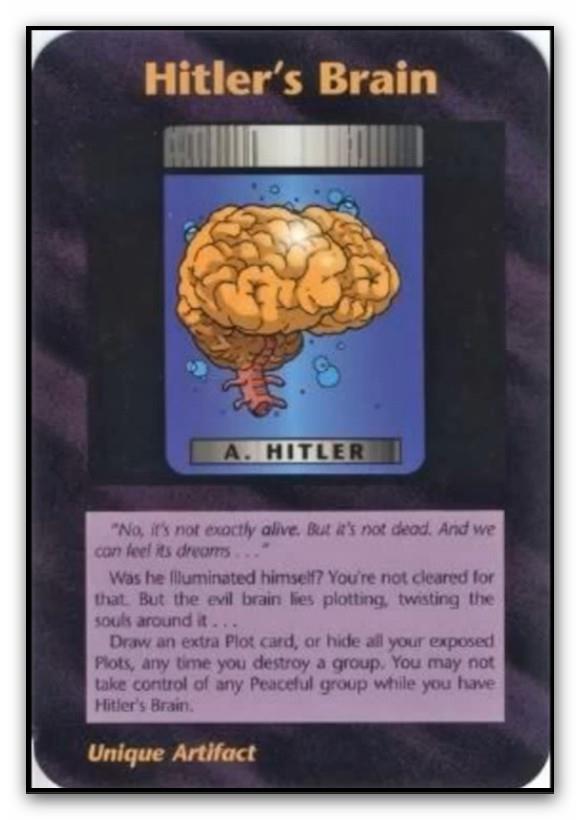 Hitler's Brain
A. HITLER
"No, it's not exactly alive. But it's not dead. And we
can feel its dreams . . ."
Was he Illuminated himself? You're not cleared for
that. But the evil brain lies plotting, twisting the
souls around it . . .
Draw an extra Plot card, or hide all your exposed
Plots, any time you destroy a group. You may not
take control of any Peaceful group while you have
Hitler's Brain.
Unique Artifact